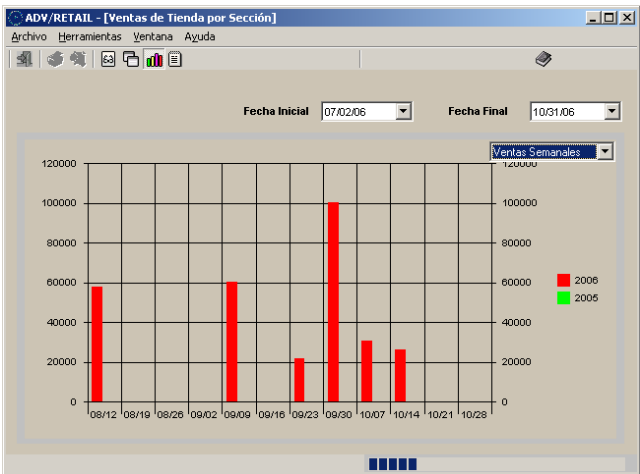 ADV/RETAIL - [Ventas de Tienda por Sección]
Archivo Herramientas Ventana Ayuda
Fecha Inicial 07/02/06 Fecha Final 10/31/06
Ventas Semanales
120000 120000
100000 100000
80000 80000
60000 60000 2006
2005
40000 40000
20000 20000
0 0
08/12 08/19 08/26 09/02 09/09 09/16 09/23 09/30 10/07 10/14 10/21 10/28